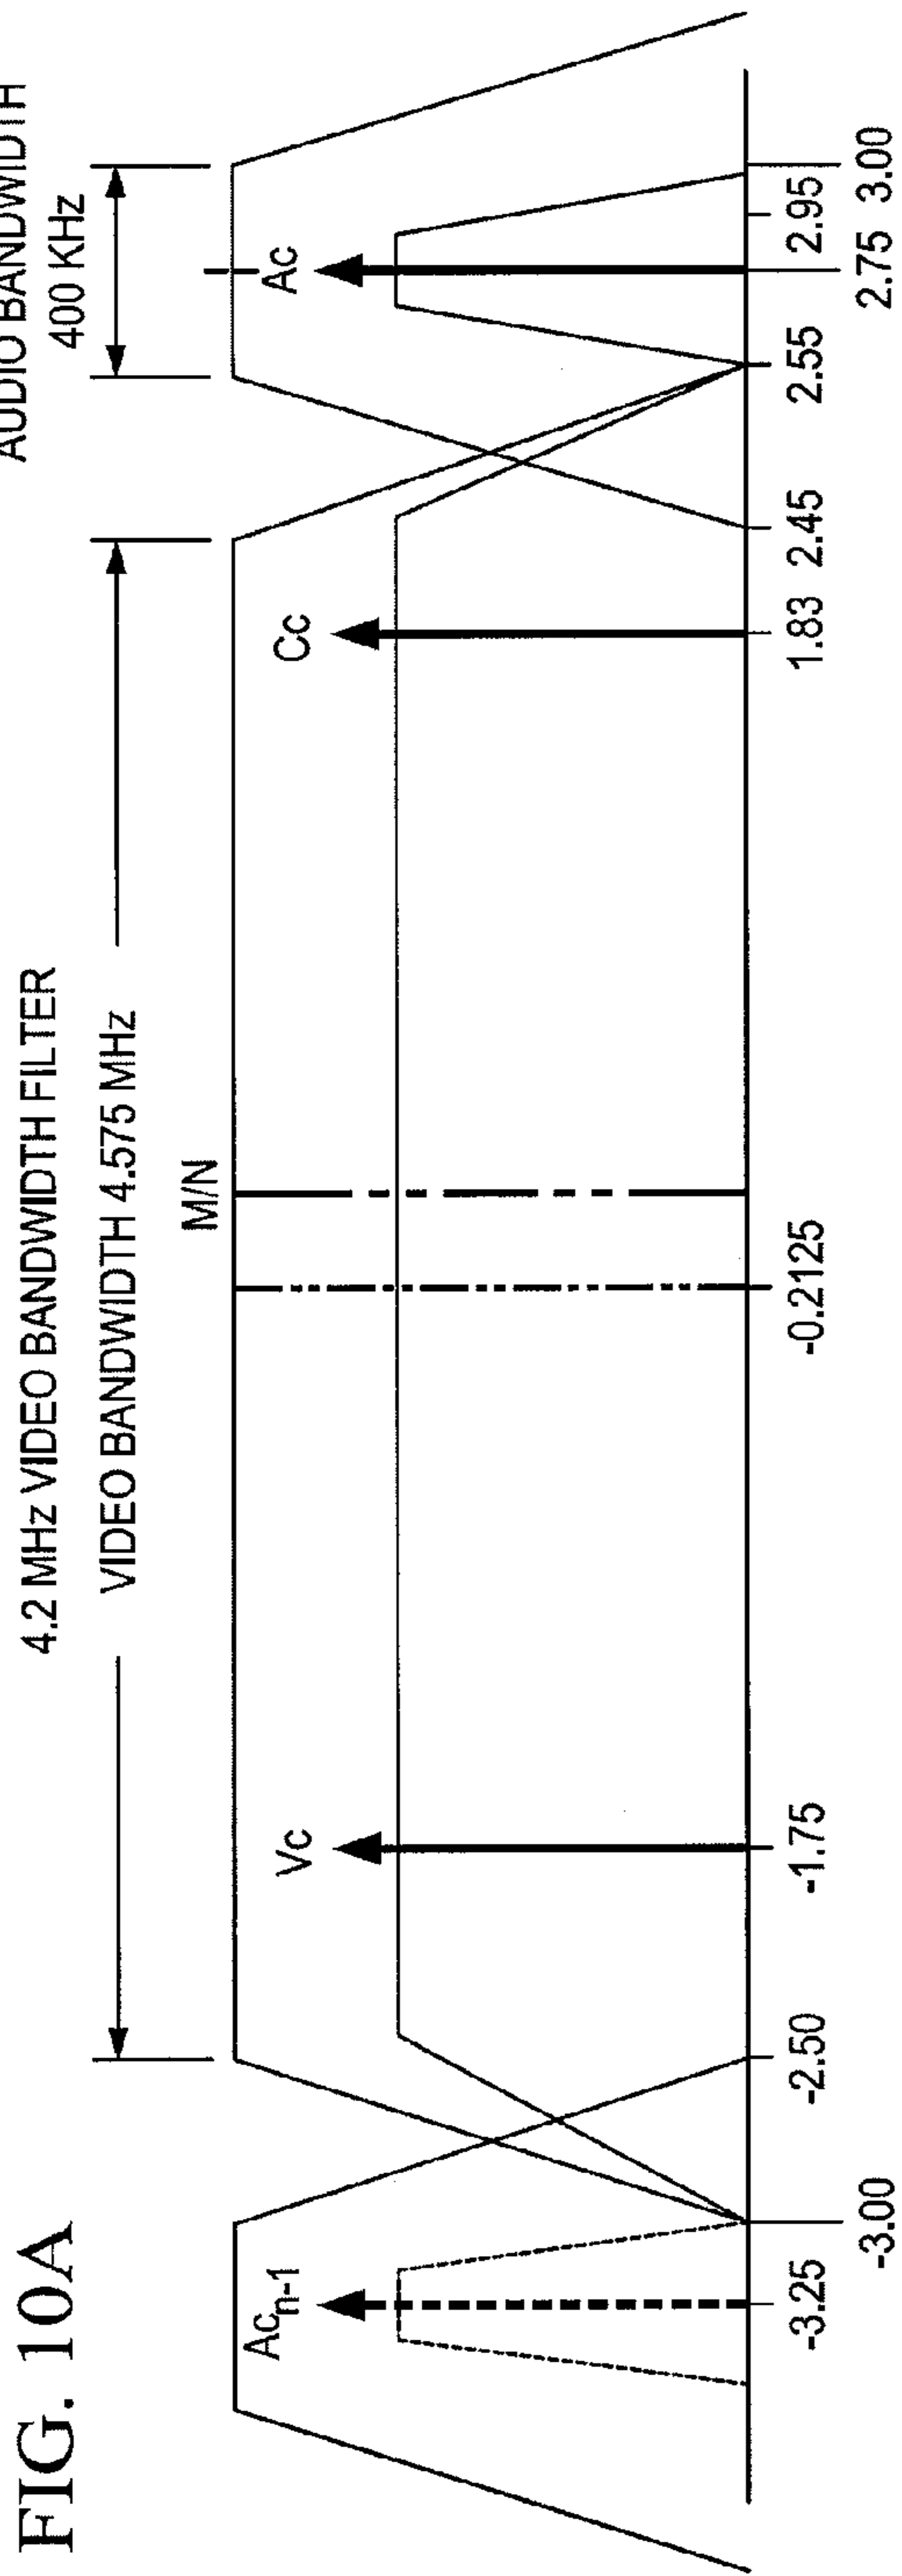 FIG. 10A
4.2 MHz VIDEO BANDWIDTH FILTER
VIDEO BANDWIDTH 4.575 MHz
AUDIO BANDWIDTH
400 KHz
M/N
Acn-1
Vc
Cc
Ac
-3.25
-3.00
-2.50
-1.75
-0.2125
1.83
2.45
2.55
2.75
2.95
3.00